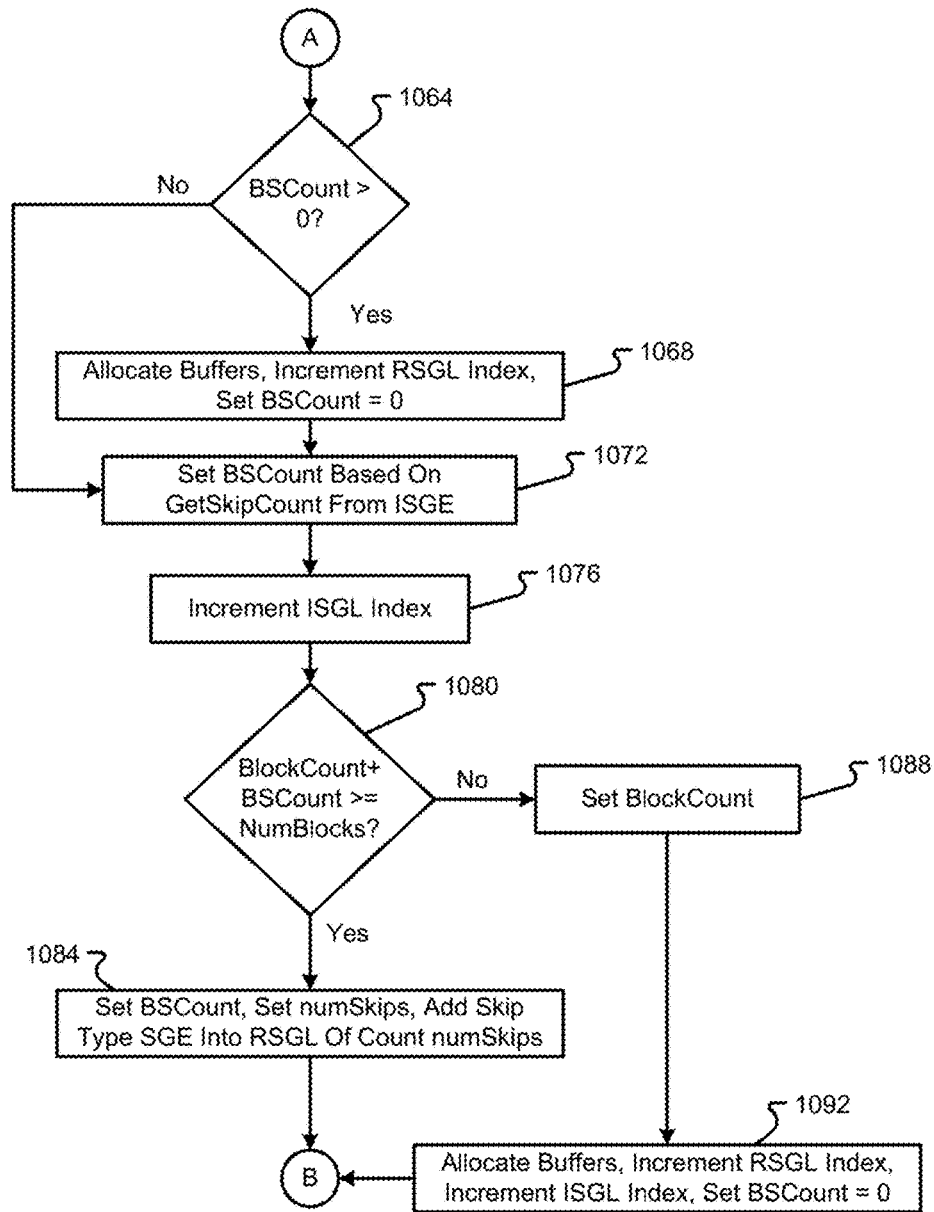 A
1064
No
BSCount >
0?
Yes
1068
Allocate Buffers, Increment RSGL Index,
Set BSCount = 0
1072
Set BSCount Based On
GetSkipCount From ISGE
1076
Increment ISGL Index
1080
BlockCount+
BSCount >=
NumBlocks?
No
1088
Set BlockCount
Yes
1084
Set BSCount, Set numSkips, Add Skip
Type SGE Into RSGL Of Count numSkips
1092
B
Allocate Buffers, Increment RSGL Index,
Increment ISGL Index, Set BSCount = 0